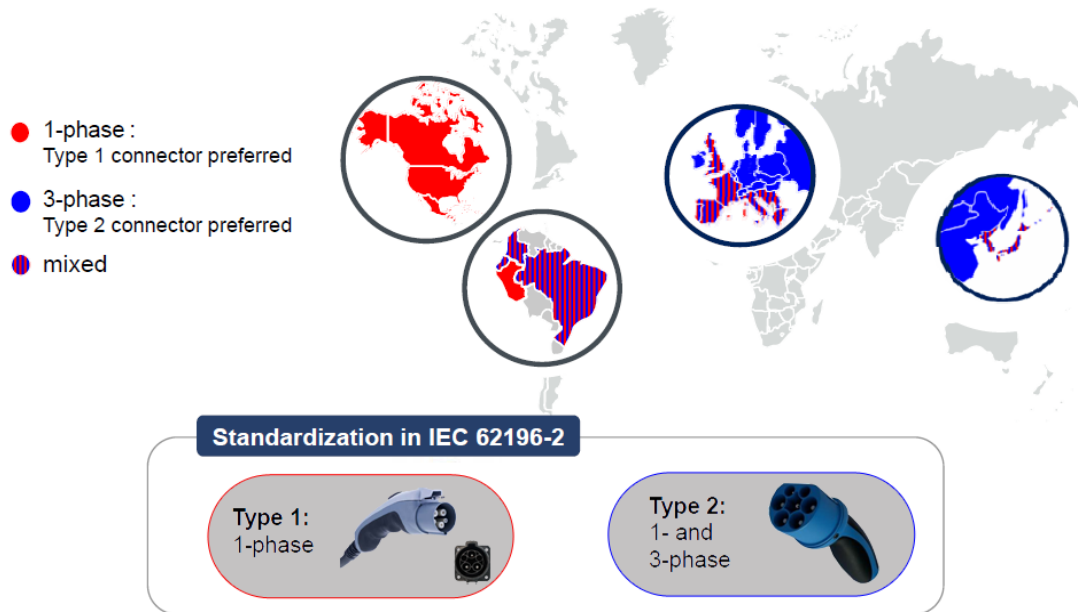 1-phase :
Type 1 connector preferred
3-phase :
Type 2 connector preferred
mixed
Standardization in IEC 62196-2
Type 1:
1-phase
Type 2:
1- and
3-phase